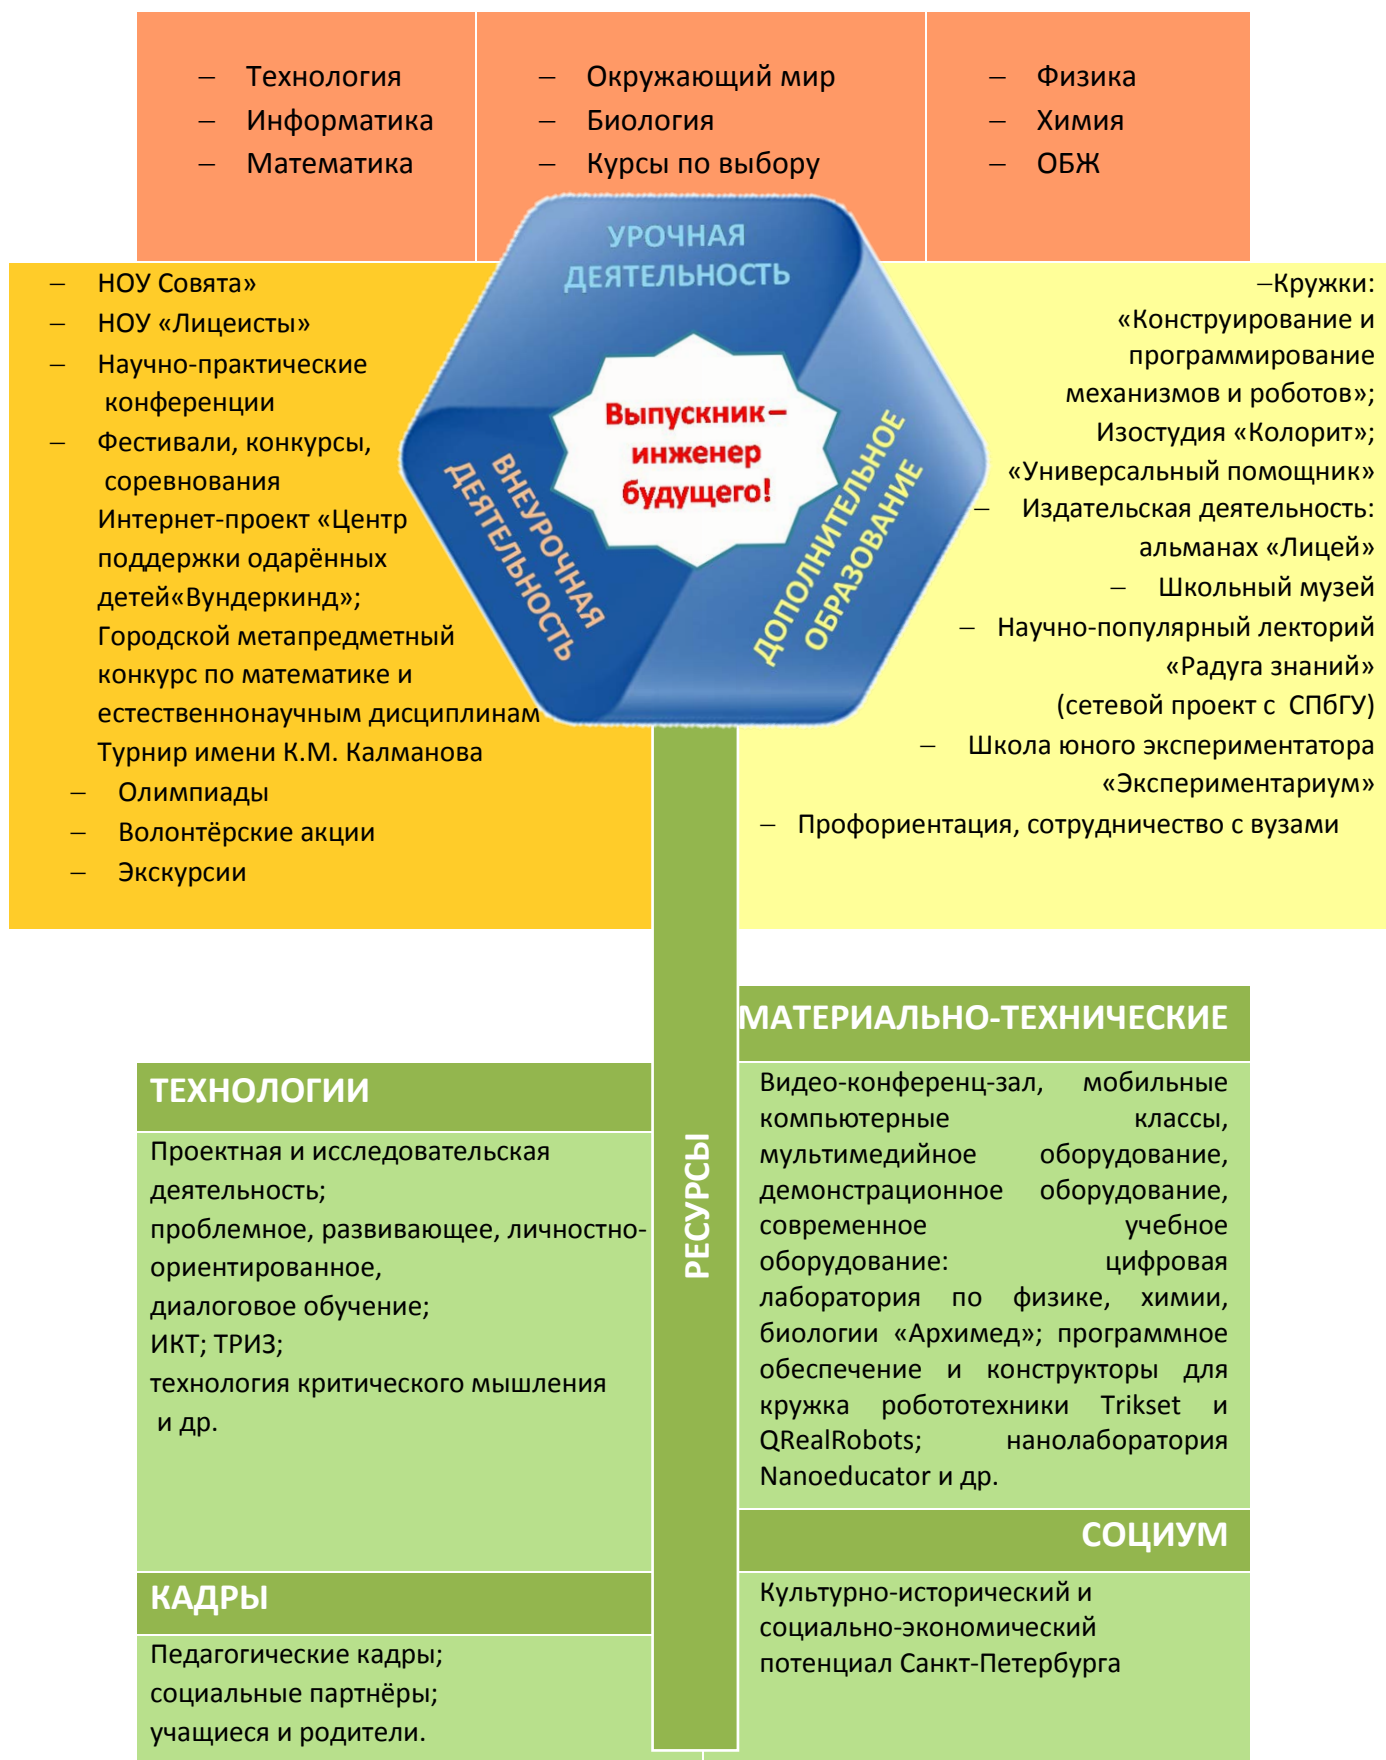 – Технология
– Информатика
– Математика
– Окружающий мир
– Биология
– Курсы по выбору
– Физика
– Химия
– ОБЖ
УРОЧНАЯ
ДЕЯТЕЛЬНОСТЬ
– НОУ Совята»
– НОУ «Лицеисты»
– Научно-практические
конференции
– Фестивали, конкурсы,
соревнования
Интернет-проект «Центр
поддержки одарённых
детей«Вундеркинд»;
Городской метапредметный
конкурс по математике и
естественнонаучным дисциплинам
Турнир имени К.М. Калманова
– Олимпиады
– Волонтёрские акции
– Экскурсии
Выпускник –
инженер
будущего!
ВНЕУРОЧНАЯ
ДЕЯТЕЛЬНОСТЬ
ДОПОЛНИТЕЛЬНОЕ
ОБРАЗОВАНИЕ
–Кружки:
«Конструирование и
программирование
механизмов и роботов»;
Изостудия «Колорит»;
«Универсальный помощник»
– Издательская деятельность:
альманах «Лицей»
– Школьный музей
– Научно-популярный лекторий
«Радуга знаний»
(сетевой проект с СПбГУ)
– Школа юного экспериментатора
«Экспериментариум»
– Профориентация, сотрудничество с вузами
РЕСУРСЫ
ТЕХНОЛОГИИ
Проектная и исследовательская
деятельность;
проблемное, развивающее, личностно-
ориентированное,
диалоговое обучение;
ИКТ; ТРИЗ;
технология критического мышления
и др.
КАДРЫ
Педагогические кадры;
социальные партнёры;
учащиеся и родители.
МАТЕРИАЛЬНО-ТЕХНИЧЕСКИЕ
Видео-конференц-зал, мобильные
компьютерные классы,
мультимедийное оборудование,
демонстрационное оборудование,
современное учебное
оборудование: цифровая
лаборатория по физике, химии,
биологии «Архимед»; программное
обеспечение и конструкторы для
кружка робототехники Trikset и
QRealRobots; нанолаборатория
Nanoeducator и др.
СОЦИУМ
Культурно-исторический и
социально-экономический
потенциал Санкт-Петербурга